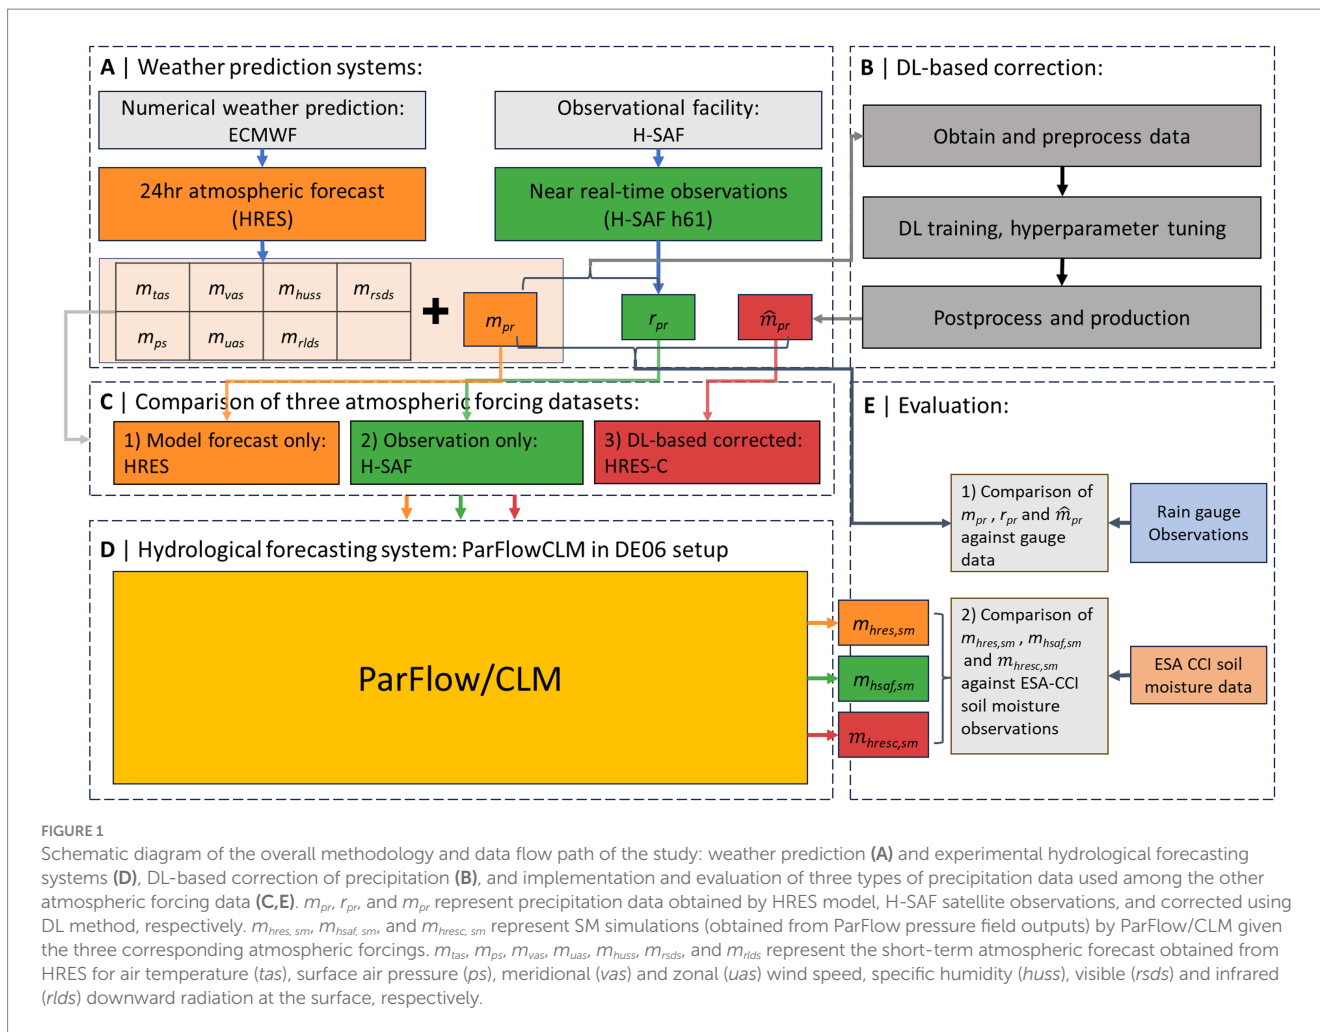 A | Weather prediction systems:
Numerical weather prediction:
ECMWF
Observational facility:
H-SAF
24hr atmospheric forecast
(HRES)
Near real-time observations
(H-SAF h61)
m_tas m_vas m_huss m_rsds
m_ps m_uas m_rlds
+
m_pr
r_pr
m̂_pr
B | DL-based correction:
Obtain and preprocess data
DL training, hyperparameter tuning
Postprocess and production
C | Comparison of three atmospheric forcing datasets:
1) Model forecast only:
HRES
2) Observation only:
H-SAF
3) DL-based corrected:
HRES-C
D | Hydrological forecasting system: ParFlowCLM in DE06 setup
ParFlow/CLM
m_hres,sm
m_hsaf,sm
m_hresc,sm
E | Evaluation:
1) Comparison of
m_pr , r_pr and m̂_pr
against gauge
data
Rain gauge
Observations
2) Comparison of
m_hres,sm , m_hsaf,sm
and m_hresc,sm
against ESA-CCI
soil moisture
observations
ESA CCI soil
moisture data
FIGURE 1
Schematic diagram of the overall methodology and data flow path of the study: weather prediction (A) and experimental hydrological forecasting
systems (D), DL-based correction of precipitation (B), and implementation and evaluation of three types of precipitation data used among the other
atmospheric forcing data (C,E). m_pr, r_pr, and m_pr represent precipitation data obtained by HRES model, H-SAF satellite observations, and corrected using
DL method, respectively. m_hres, sm, m_hsaf, sm, and m_hresc, sm represent SM simulations (obtained from ParFlow pressure field outputs) by ParFlow/CLM given
the three corresponding atmospheric forcings. m_tas, m_ps, m_vas, m_uas, m_huss, m_rsds, and m_rlds represent the short-term atmospheric forecast obtained from
HRES for air temperature (tas), surface air pressure (ps), meridional (vas) and zonal (uas) wind speed, specific humidity (huss), visible (rsds) and infrared
(rlds) downward radiation at the surface, respectively.